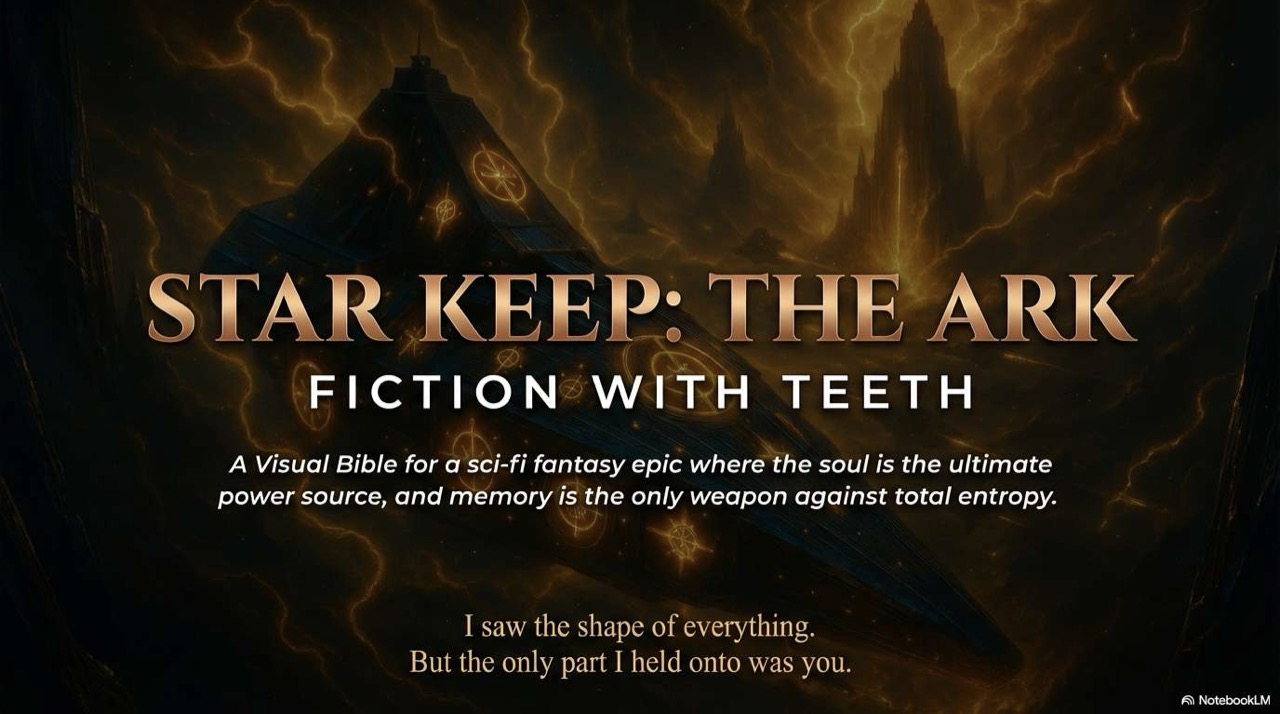 STAR KEEP: THE ARK
FICTION WITH TEETH
A Visual Bible for a sci-fi fantasy epic where the soul is the ultimate
power source, and memory is the only weapon against total entropy.
I saw the shape of everything.
But the only part I held onto was you.
NotebookLM